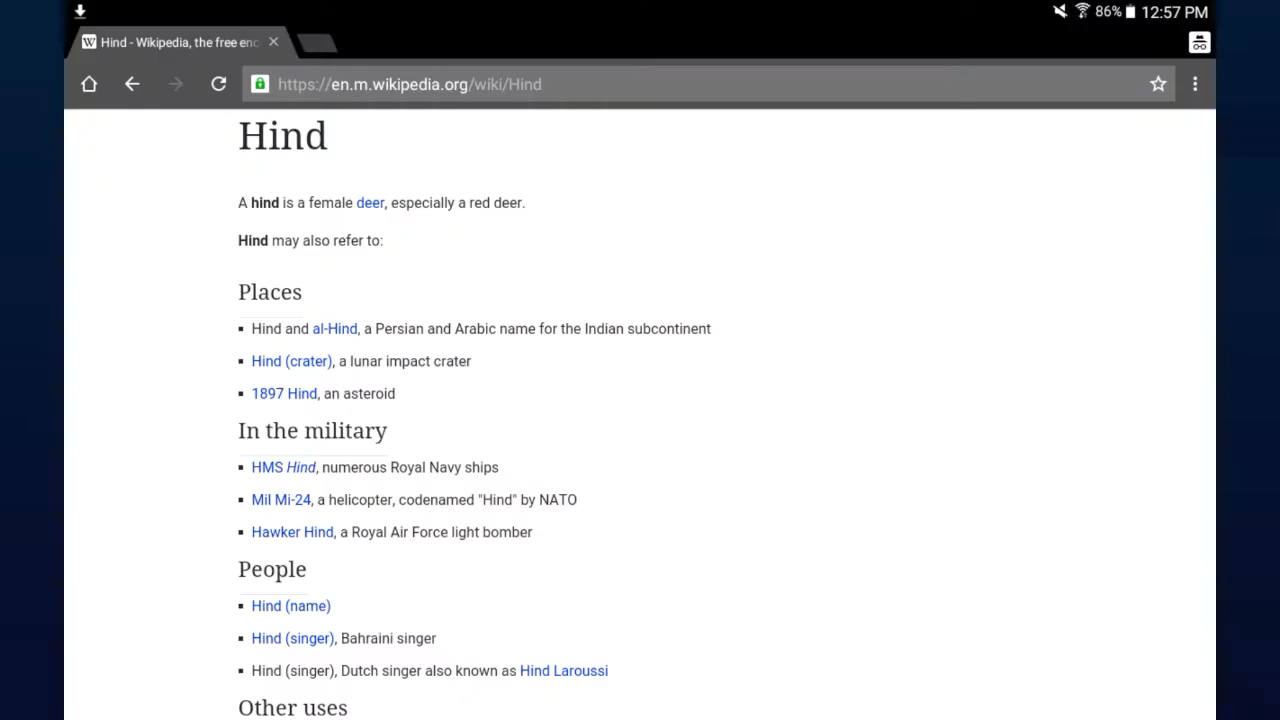 86% 12:57 PM
Hind - Wikipedia, the free enc
https://en.m.wikipedia.org/wiki/Hind
Hind
A hind is a female deer, especially a red deer.
Hind may also refer to:
Places
Hind and al-Hind, a Persian and Arabic name for the Indian subcontinent
Hind (crater), a lunar impact crater
1897 Hind, an asteroid
In the military
HMS Hind, numerous Royal Navy ships
Mil Mi-24, a helicopter, codenamed "Hind" by NATO
Hawker Hind, a Royal Air Force light bomber
People
Hind (name)
Hind (singer), Bahraini singer
Hind (singer), Dutch singer also known as Hind Laroussi
Other uses